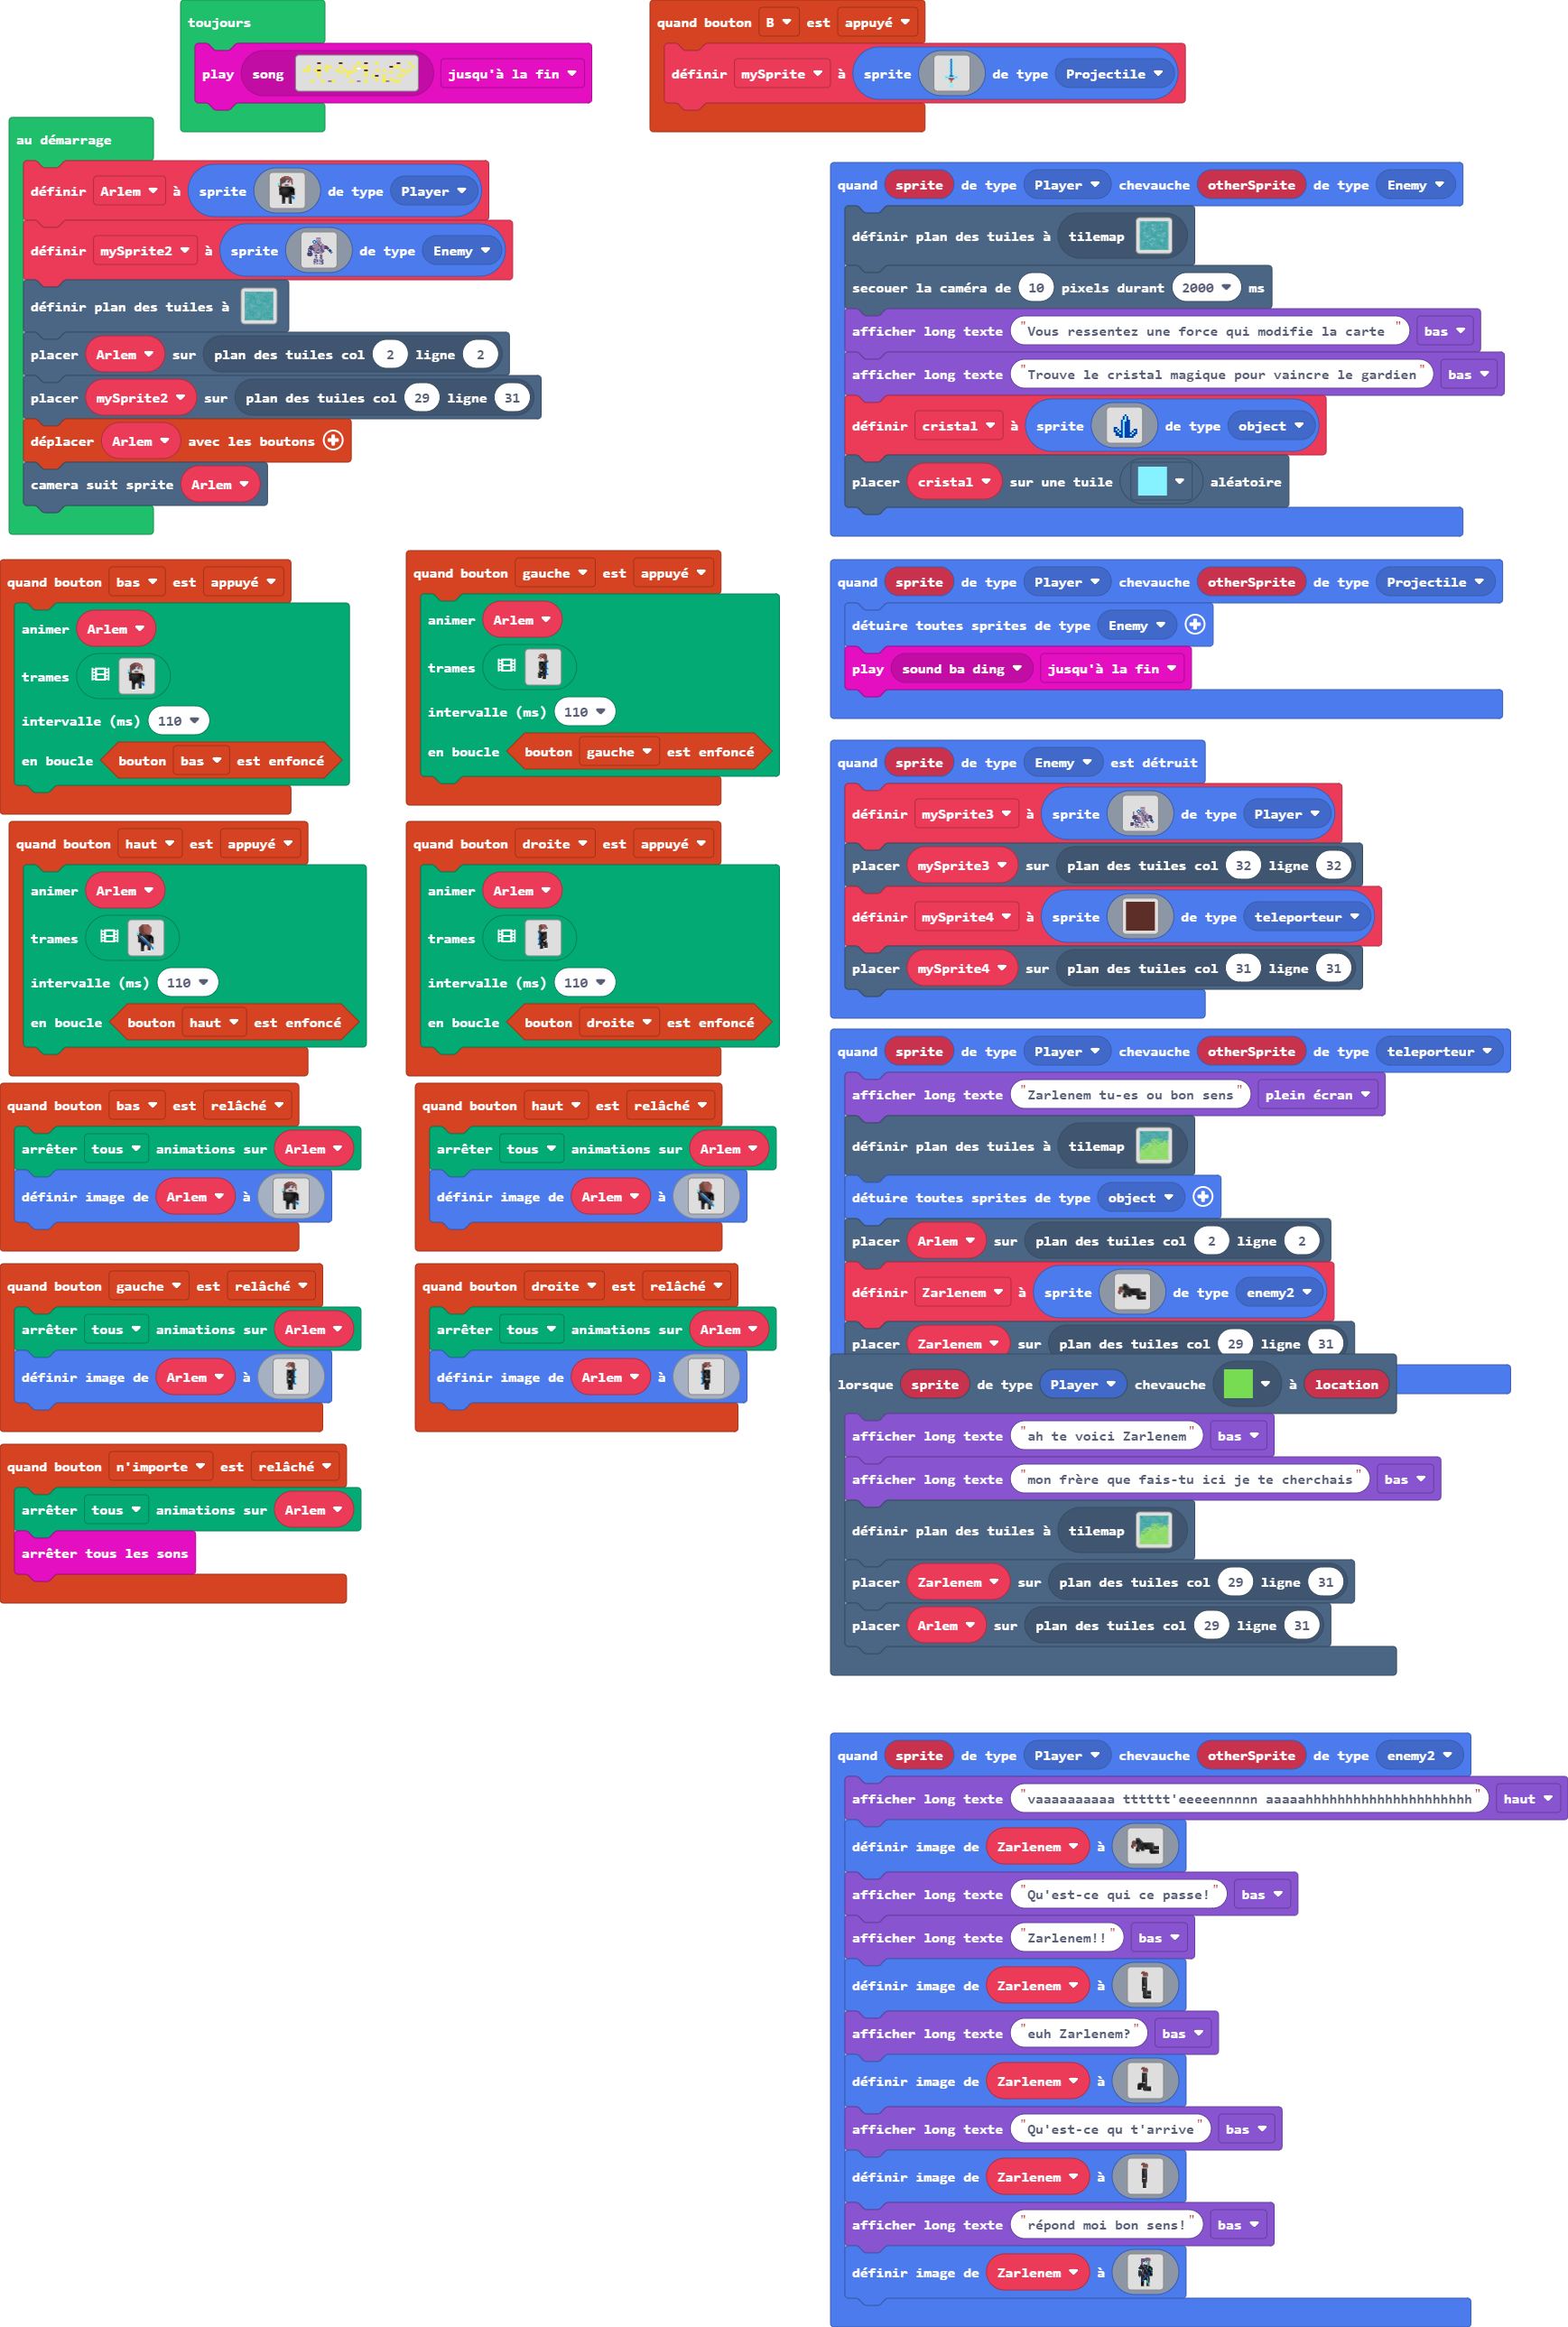 toujours
play song jusqu'à la fin
quand bouton B est appuyé
définir mySprite à sprite de type Projectile
au démarrage
définir Arlem à sprite de type Player
définir mySprite2 à sprite de type Enemy
définir plan des tuiles à
placer Arlem sur plan des tuiles col 2 ligne 2
placer mySprite2 sur plan des tuiles col 29 ligne 31
déplacer Arlem avec les boutons
camera suit sprite Arlem
quand sprite de type Player chevauche otherSprite de type Enemy
définir plan des tuiles à tilemap
secouer la caméra de 10 pixels durant 2000 ms
afficher long texte "Vous ressentez une force qui modifie la carte " bas
afficher long texte "Trouve le cristal magique pour vaincre le gardien" bas
définir cristal à sprite de type object
placer cristal sur une tuile aléatoire
quand bouton bas est appuyé
animer Arlem
trames
intervalle (ms) 110
en boucle bouton bas est enfoncé
quand bouton gauche est appuyé
animer Arlem
trames
intervalle (ms) 110
en boucle bouton gauche est enfoncé
quand sprite de type Player chevauche otherSprite de type Projectile
détuire toutes sprites de type Enemy
play sound ba ding jusqu'à la fin
quand sprite de type Enemy est détruit
définir mySprite3 à sprite de type Player
placer mySprite3 sur plan des tuiles col 32 ligne 32
définir mySprite4 à sprite de type teleporteur
placer mySprite4 sur plan des tuiles col 31 ligne 31
quand bouton haut est appuyé
animer Arlem
trames
intervalle (ms) 110
en boucle bouton haut est enfoncé
quand bouton droite est appuyé
animer Arlem
trames
intervalle (ms) 110
en boucle bouton droite est enfoncé
quand sprite de type Player chevauche otherSprite de type teleporteur
afficher long texte "Zarlenem tu-es ou bon sens" plein écran
définir plan des tuiles à tilemap
détuire toutes sprites de type object
placer Arlem sur plan des tuiles col 2 ligne 2
définir Zarlenem à sprite de type enemy2
placer Zarlenem sur plan des tuiles col 29 ligne 31
quand bouton bas est relâché
arrêter tous animations sur Arlem
définir image de Arlem à
quand bouton haut est relâché
arrêter tous animations sur Arlem
définir image de Arlem à
quand bouton gauche est relâché
arrêter tous animations sur Arlem
définir image de Arlem à
quand bouton droite est relâché
arrêter tous animations sur Arlem
définir image de Arlem à
quand bouton n'importe est relâché
arrêter tous animations sur Arlem
arrêter tous les sons
lorsque sprite de type Player chevauche à location
afficher long texte "ah te voici Zarlenem" bas
afficher long texte "mon frère que fais-tu ici je te cherchais" bas
définir plan des tuiles à tilemap
placer Zarlenem sur plan des tuiles col 29 ligne 31
placer Arlem sur plan des tuiles col 29 ligne 31
quand sprite de type Player chevauche otherSprite de type enemy2
afficher long texte "vaaaaaaaaaa tttttt'eeeeennnnn aaaaahhhhhhhhhhhhhhhhhhhhh" haut
définir image de Zarlenem à
afficher long texte "Qu'est-ce qui ce passe!" bas
afficher long texte "Zarlenem!!" bas
définir image de Zarlenem à
afficher long texte "euh Zarlenem?" bas
définir image de Zarlenem à
afficher long texte "Qu'est-ce qu t'arrive" bas
définir image de Zarlenem à
afficher long texte "répond moi bon sens!" bas
définir image de Zarlenem à